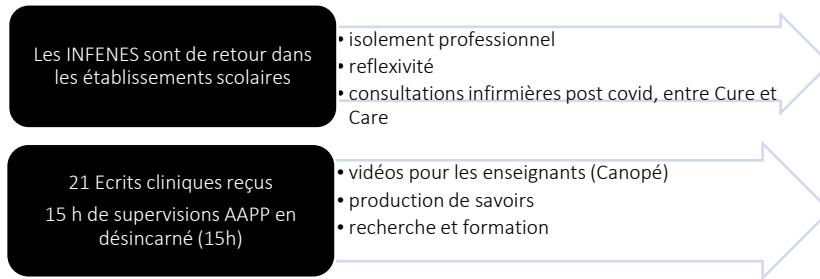 Les INFENES sont de retour dans
les établissements scolaires
• isolement professionnel
• reflexivité
• consultations infirmières post covid, entre Cure et
Care
21 Ecrits cliniques reçus
15 h de supervisions AAPP en
désincarné (15h)
• vidéos pour les enseignants (Canopé)
• production de savoirs
• recherche et formation